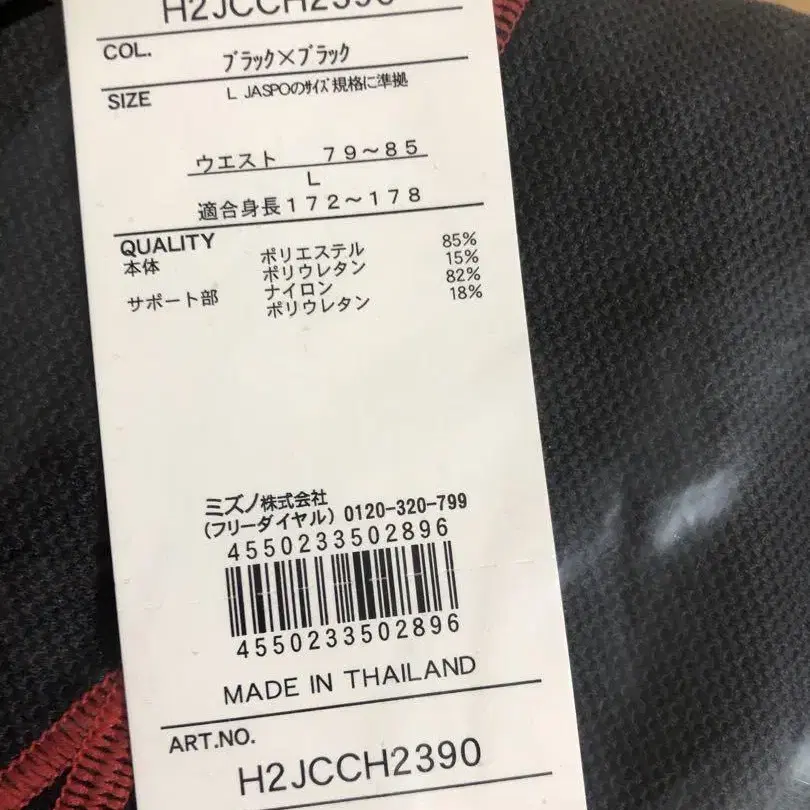 H2JCCH2390
COL. ブラック×ブラック
SIZE L JASPOのサイズ規格に準拠
ウエスト 79～85
L
適合身長172～178
QUALITY
本体 ポリエステル 85%
ポリウレタン 15%
サポート部 ナイロン 82%
ポリウレタン 18%
ミズノ株式会社
(フリーダイヤル) 0120-320-799
4550233502896
4550233502896
MADE IN THAILAND
ART.NO.
H2JCCH2390